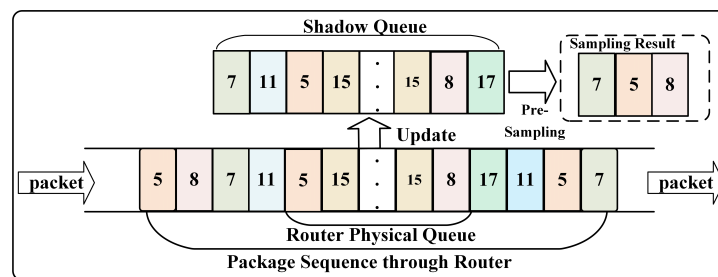 Shadow Queue
Sampling Result
7 11 5 15 . . . 15 8 17
7 5 8
Pre-
Sampling
Update
packet
5 8 7 11 5 15 . . . 15 8 17 11 5 7
packet
Router Physical Queue
Package Sequence through Router